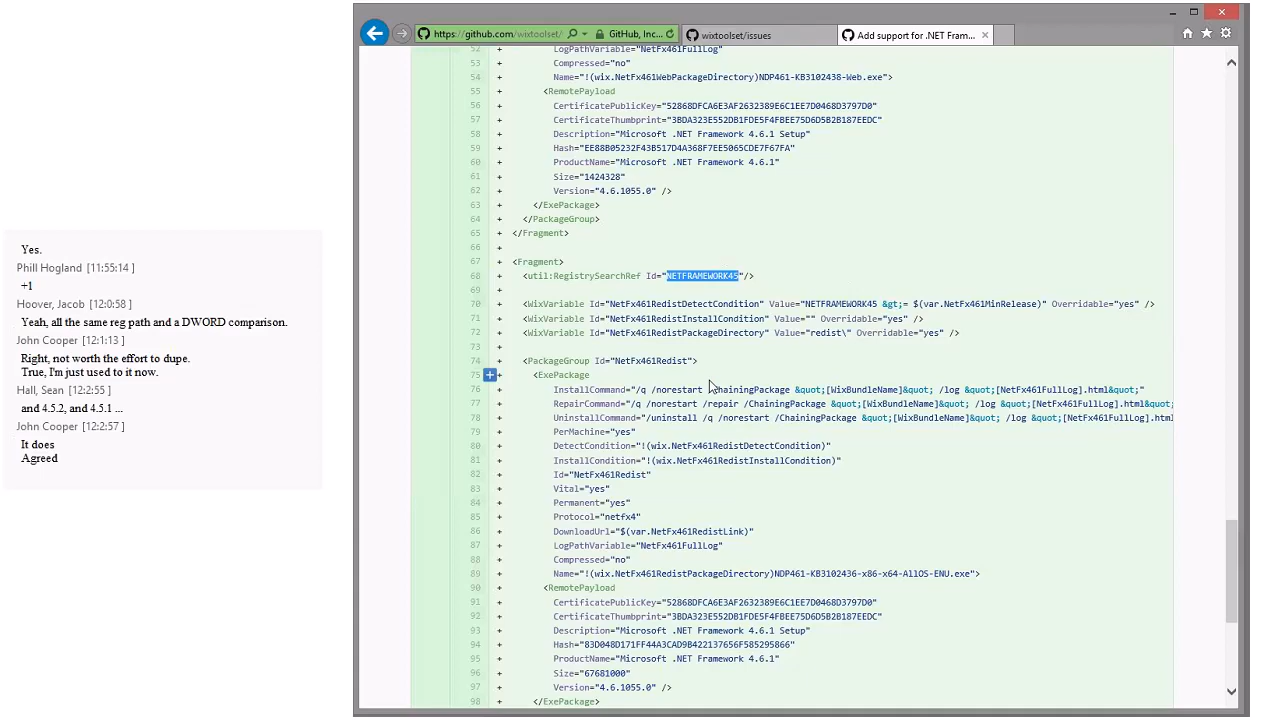 Yes.
Phill Hogland [11:55:14 ]
+1
Hoover, Jacob [12:0:58 ]
Yeah, all the same reg path and a DWORD comparison.
John Cooper [12:1:13 ]
Right, not worth the effort to dupe.
True, I'm just used to it now.
Hall, Sean [12:2:55 ]
and 4.5.2, and 4.5.1 ...
John Cooper [12:2:57 ]
It does
Agreed
https://github.com/wixtoolset/ GitHub, Inc... wixtoolset/issues Add support for .NET Fram...
52 + LogPathVariable="NetFx461FullLog"
53 + Compressed="no"
54 + Name="!(wix.NetFx461WebPackageDirectory)NDP461-KB3102438-Web.exe">
55 + <RemotePayload
56 + CertificatePublicKey="52868DFCA6E3AF2632389E6C1EE7D0468D3797D0"
57 + CertificateThumbprint="3BDA323E552DB1FDE5F4FBEE75D6D5B2B187EEDC"
58 + Description="Microsoft .NET Framework 4.6.1 Setup"
59 + Hash="EE88B05232F43B517D4A368F7EE5065CDE7F67FA"
60 + ProductName="Microsoft .NET Framework 4.6.1"
61 + Size="1424328"
62 + Version="4.6.1055.0" />
63 + </ExePackage>
64 + </PackageGroup>
65 + </Fragment>
66 +
67 + <Fragment>
68 + <util:RegistrySearchRef Id="NETFRAMEWORK45"/>
69 +
70 + <WixVariable Id="NetFx461RedistDetectCondition" Value="NETFRAMEWORK45 &gt;= $(var.NetFx461MinRelease)" Overridable="yes" />
71 + <WixVariable Id="NetFx461RedistInstallCondition" Value="" Overridable="yes" />
72 + <WixVariable Id="NetFx461RedistPackageDirectory" Value="redist\" Overridable="yes" />
73 +
74 + <PackageGroup Id="NetFx461Redist">
75 + <ExePackage
76 + InstallCommand="/q /norestart /ChainingPackage &quot;[WixBundleName]&quot; /log &quot;[NetFx461FullLog].html&quot;"
77 + RepairCommand="/q /norestart /repair /ChainingPackage &quot;[WixBundleName]&quot; /log &quot;[NetFx461FullLog].html&quot;
78 + UninstallCommand="/uninstall /q /norestart /ChainingPackage &quot;[WixBundleName]&quot; /log &quot;[NetFx461FullLog].html
79 + PerMachine="yes"
80 + DetectCondition="!(wix.NetFx461RedistDetectCondition)"
81 + InstallCondition="!(wix.NetFx461RedistInstallCondition)"
82 + Id="NetFx461Redist"
83 + Vital="yes"
84 + Permanent="yes"
85 + Protocol="netfx4"
86 + DownloadUrl="$(var.NetFx461RedistLink)"
87 + LogPathVariable="NetFx461FullLog"
88 + Compressed="no"
89 + Name="!(wix.NetFx461RedistPackageDirectory)NDP461-KB3102436-x86-x64-AllOS-ENU.exe">
90 + <RemotePayload
91 + CertificatePublicKey="52868DFCA6E3AF2632389E6C1EE7D0468D3797D0"
92 + CertificateThumbprint="3BDA323E552DB1FDE5F4FBEE75D6D5B2B187EEDC"
93 + Description="Microsoft .NET Framework 4.6.1 Setup"
94 + Hash="83D048D171FF44A3CAD9B422137656F585295866"
95 + ProductName="Microsoft .NET Framework 4.6.1"
96 + Size="67681000"
97 + Version="4.6.1055.0" />
98 + </ExePackage>